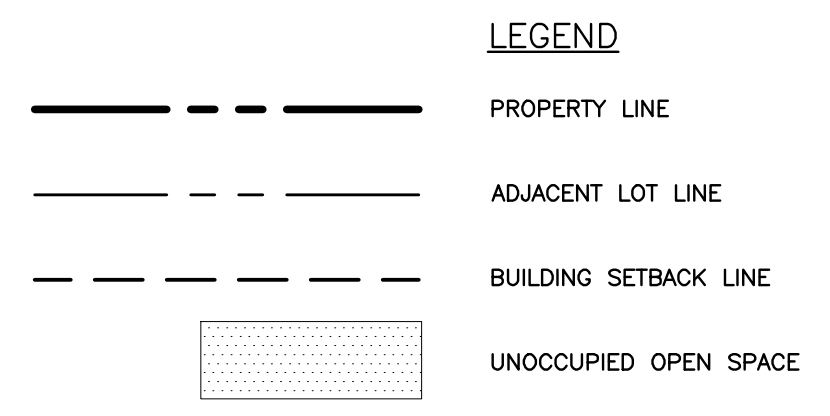 LEGEND
PROPERTY LINE
ADJACENT LOT LINE
BUILDING SETBACK LINE
UNOCCUPIED OPEN SPACE